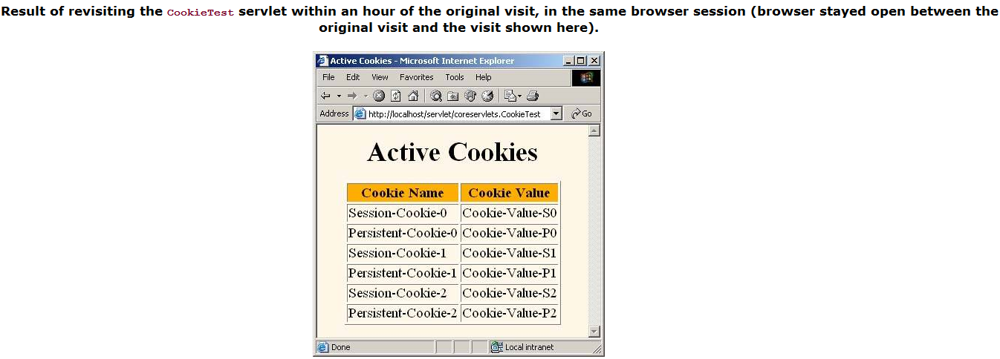 Result of revisiting the CookieTest servlet within an hour of the original visit, in the same browser session (browser stayed open between the
original visit and the visit shown here).
Active Cookies - Microsoft Internet Explorer
File Edit View Favorites Tools Help
Address http://localhost/servlet/coreservlets.CookieTest Go
Active Cookies
Cookie Name Cookie Value
Session-Cookie-0 Cookie-Value-S0
Persistent-Cookie-0 Cookie-Value-P0
Session-Cookie-1 Cookie-Value-S1
Persistent-Cookie-1 Cookie-Value-P1
Session-Cookie-2 Cookie-Value-S2
Persistent-Cookie-2 Cookie-Value-P2
Done Local intranet